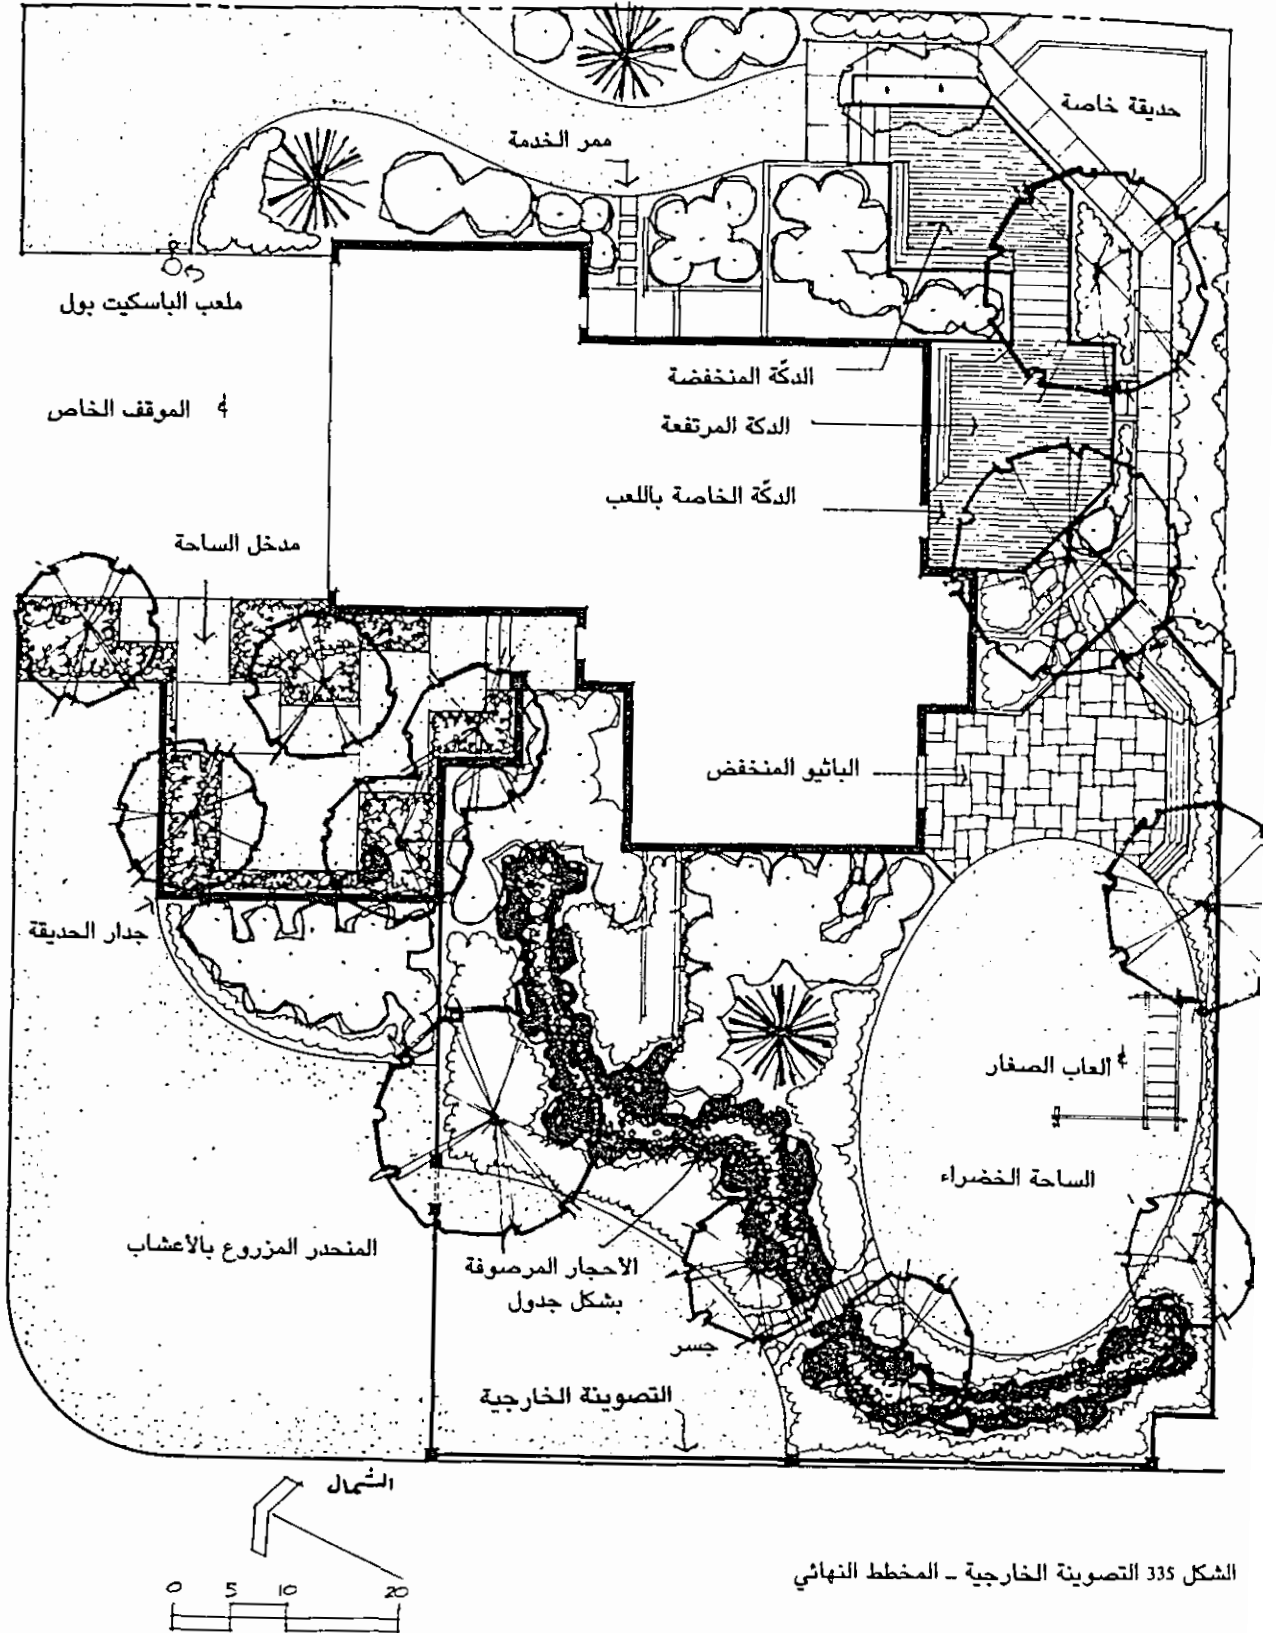 حديقة خاصة
ممر الخدمة
ملعب الباسكيت بول
الدكّة المنخفضة
الموقف الخاص
الدكة المرتفعة
الدكّة الخاصة باللعب
مدخل الساحة
الباثيو المنخفض
جدار الحديقة
ألعاب الصغار
الساحة الخضراء
المنحدر المزروع بالأعشاب
الأحجار المرصوفة
بشكل جدول
جسر
التصوينة الخارجية
الشمال
الشكل 335 التصوينة الخارجية – المخطط النهائي
0 5 10 20